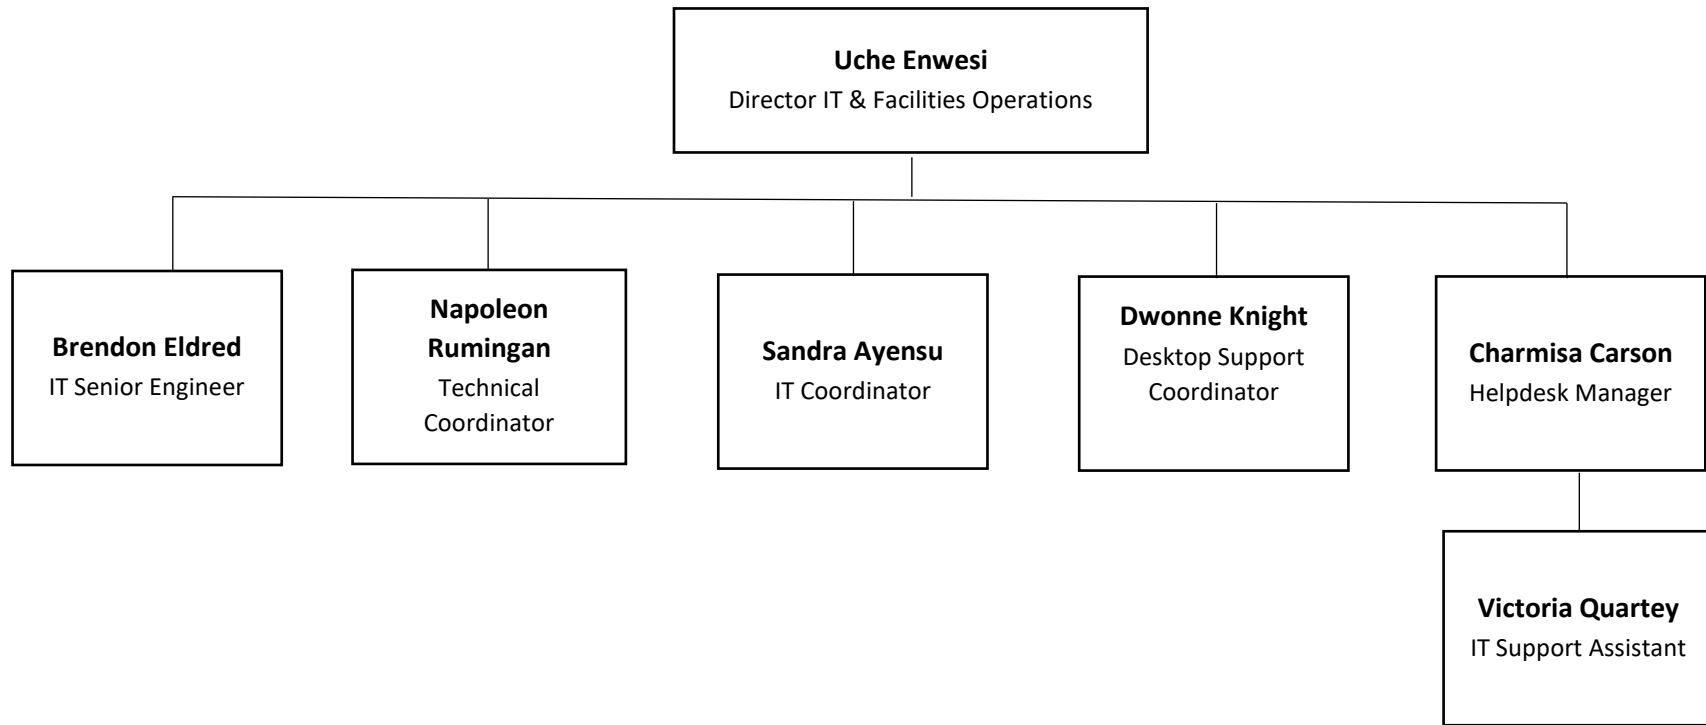 Uche Enwesi
Director IT & Facilities Operations
Brendon Eldred
IT Senior Engineer
Napoleon
Rumingan
Technical
Coordinator
Sandra Ayensu
IT Coordinator
Dwonne Knight
Desktop Support
Coordinator
Charmisa Carson
Helpdesk Manager
Victoria Quartey
IT Support Assistant